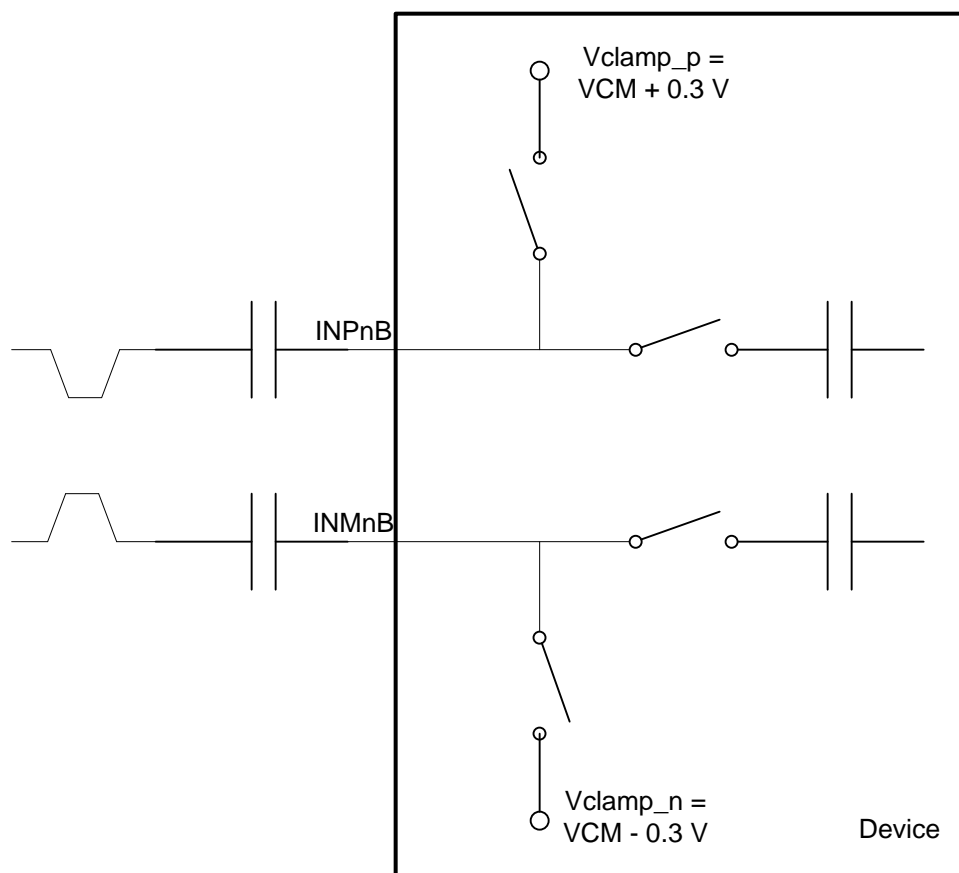 Vclamp_p =
VCM + 0.3 V
INPnB
INMnB
Vclamp_n =
VCM - 0.3 V
Device